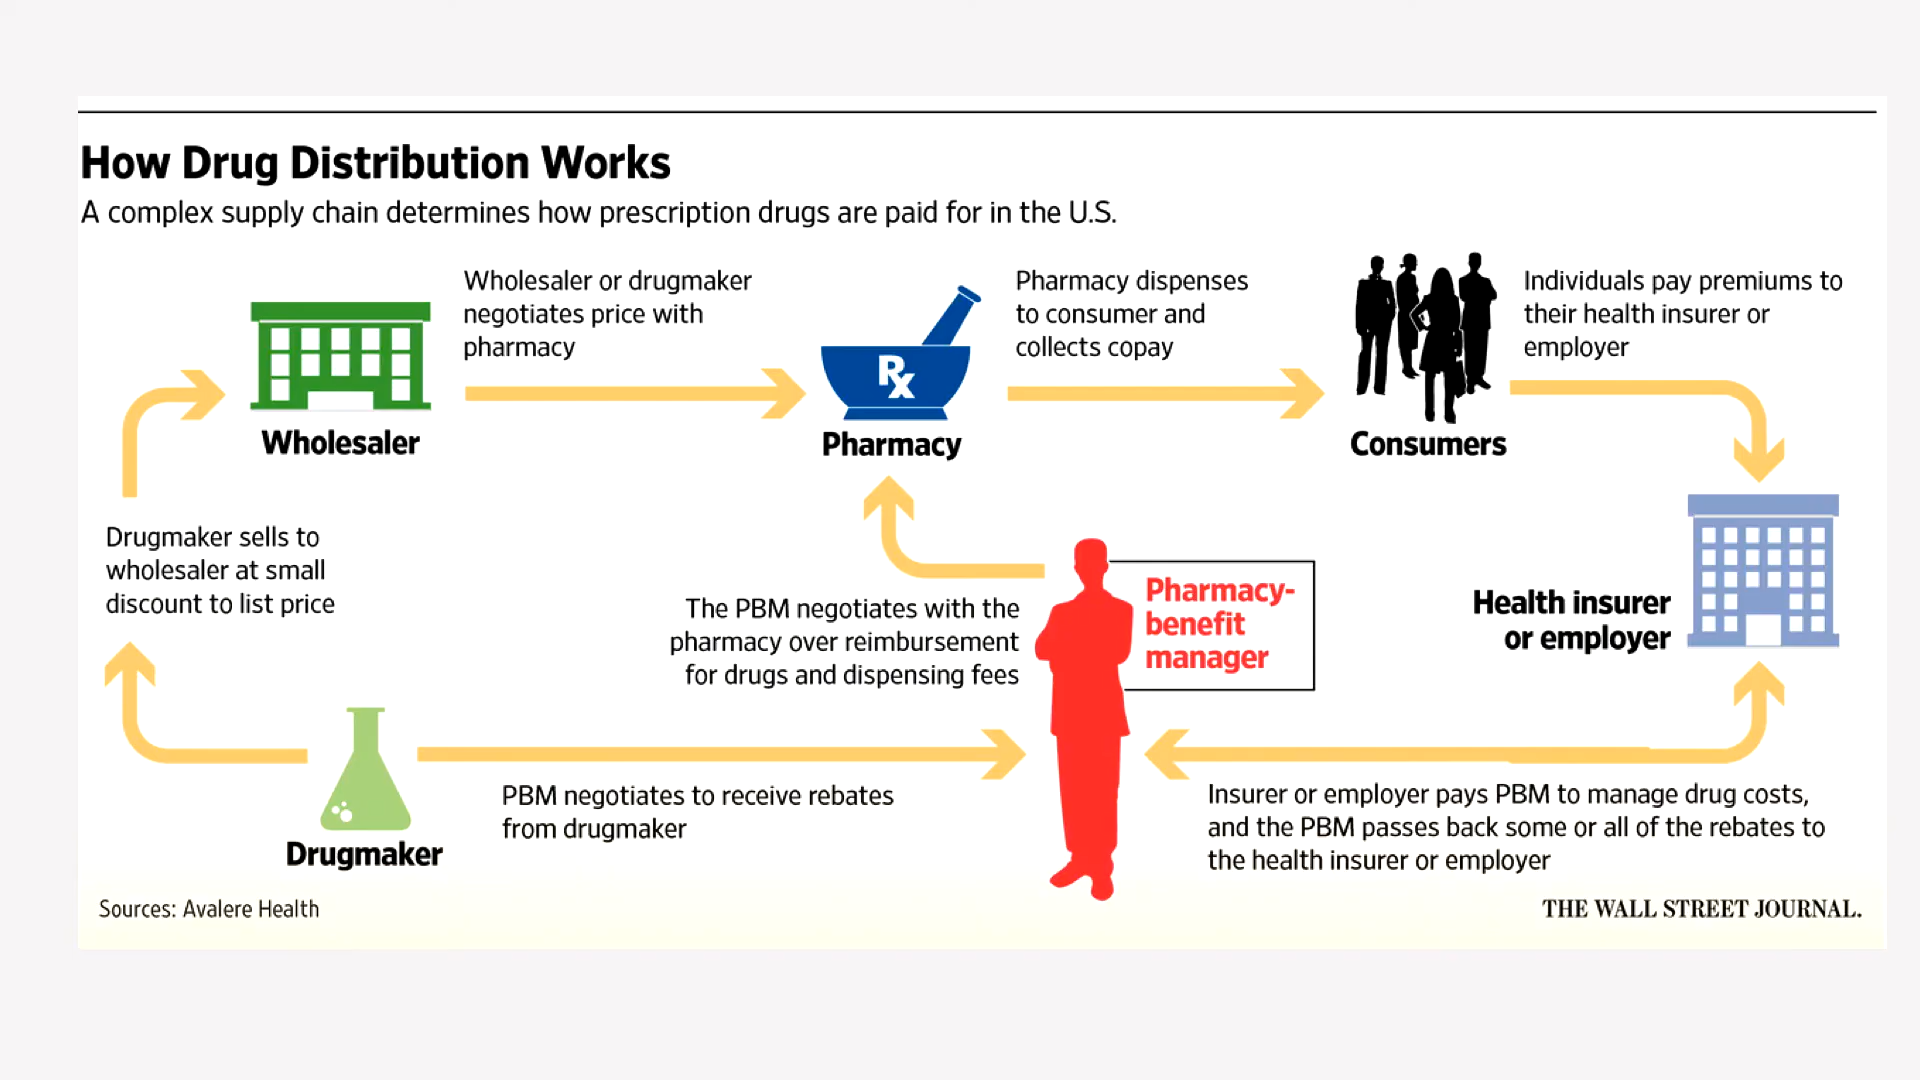 How Drug Distribution Works
A complex supply chain determines how prescription drugs are paid for in the U.S.
Wholesaler or drugmaker
negotiates price with
pharmacy
Pharmacy dispenses
to consumer and
collects copay
Individuals pay premiums to
their health insurer or
employer
Rx
Wholesaler
Pharmacy
Consumers
Drugmaker sells to
wholesaler at small
discount to list price
The PBM negotiates with the
pharmacy over reimbursement
for drugs and dispensing fees
Pharmacy-
benefit
manager
Health insurer
or employer
PBM negotiates to receive rebates
from drugmaker
Insurer or employer pays PBM to manage drug costs,
and the PBM passes back some or all of the rebates to
the health insurer or employer
Drugmaker
Sources: Avalere Health
THE WALL STREET JOURNAL.